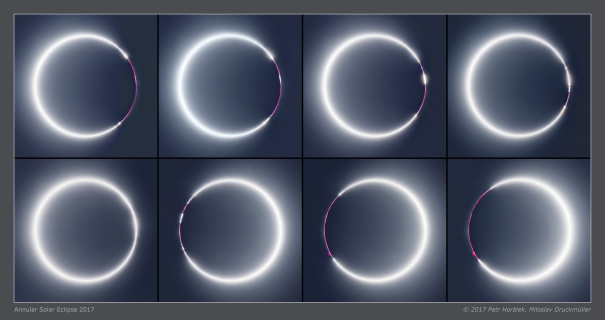 Annular Solar Eclipse 2017
© 2017 Petr Horálek, Miloslav Druckmüller